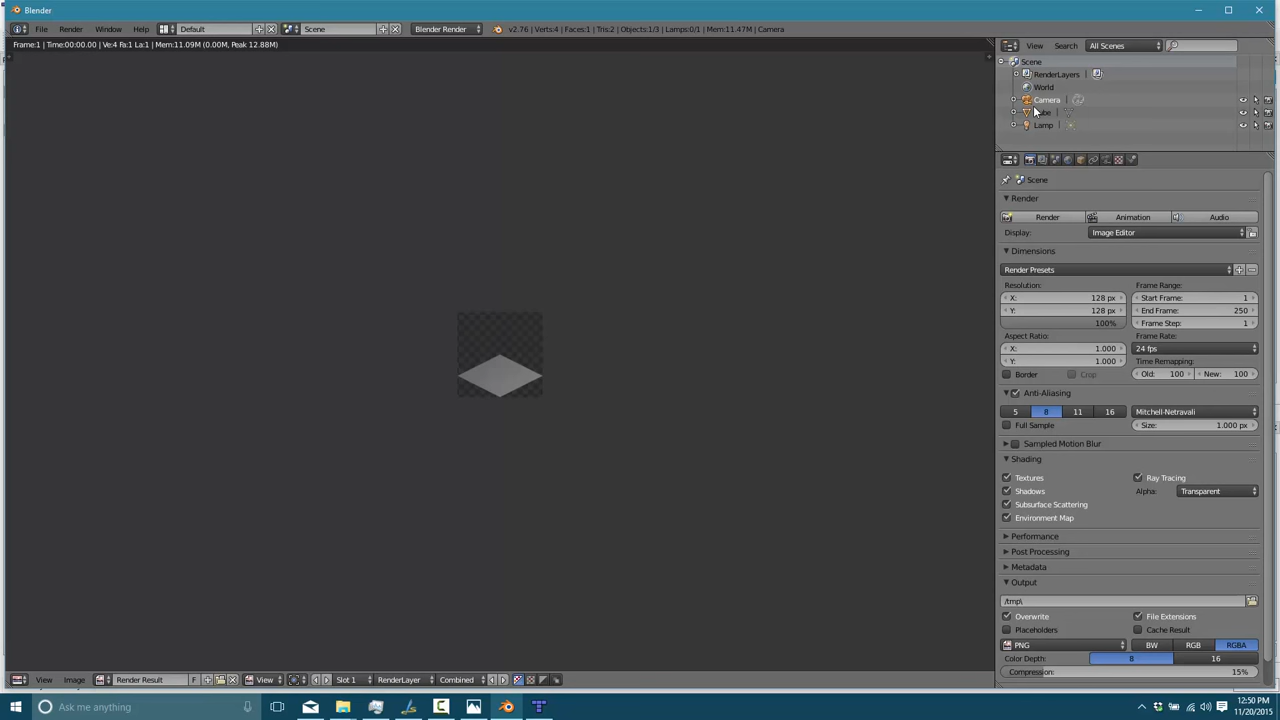 Blender
File Render Window Help Default Scene Blender Render v2.76 | Verts:4 | Faces:1 | Tris:2 | Objects:1/3 | Lamps:0/1 | Mem:11.47M | Camera
Frame:1 | Time:00:00.00 | Ve:4 Fa:1 La:1 | Mem:11.09M (0.00M, Peak 12.88M)
View Search All Scenes
Scene
RenderLayers
World
Camera
Lamp
Scene
Render
Render Animation Audio
Display: Image Editor
Dimensions
Render Presets
Resolution: Frame Range:
X: 128 px Start Frame: 1
Y: 128 px End Frame: 250
100% Frame Step: 1
Aspect Ratio: Frame Rate:
X: 1.000 24 fps
Y: 1.000 Time Remapping:
Border Crop Old: 100 New: 100
Anti-Aliasing
5 8 11 16 Mitchell-Netravali
Full Sample Size: 1.000 px
Sampled Motion Blur
Shading
Textures Ray Tracing
Shadows Alpha: Transparent
Subsurface Scattering
Environment Map
Performance
Post Processing
Metadata
Output
/tmp\
Overwrite File Extensions
Placeholders Cache Result
PNG BW RGB RGBA
Color Depth: 8 16
Compression: 15%
View Image Render Result F View Slot 1 RenderLayer Combined
Ask me anything
12:50 PM
11/20/2015